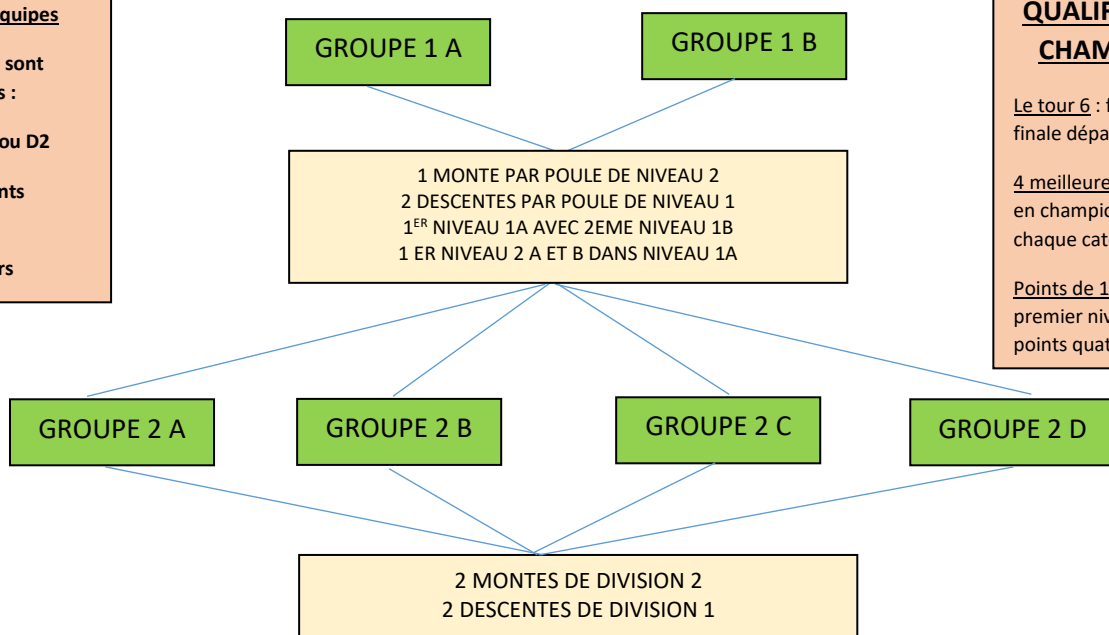 quipes
sont
s :
ou D2
nts
rs
GROUPE 1 A
GROUPE 1 B
QUALIF
CHAM
Le tour 6 : f
finale dépa
4 meilleure
en champio
chaque cat
Points de 1
premier niv
points quat
1 MONTE PAR POULE DE NIVEAU 2
2 DESCENTES PAR POULE DE NIVEAU 1
1ER NIVEAU 1A AVEC 2EME NIVEAU 1B
1 ER NIVEAU 2 A ET B DANS NIVEAU 1A
GROUPE 2 A
GROUPE 2 B
GROUPE 2 C
GROUPE 2 D
2 MONTES DE DIVISION 2
2 DESCENTES DE DIVISION 1